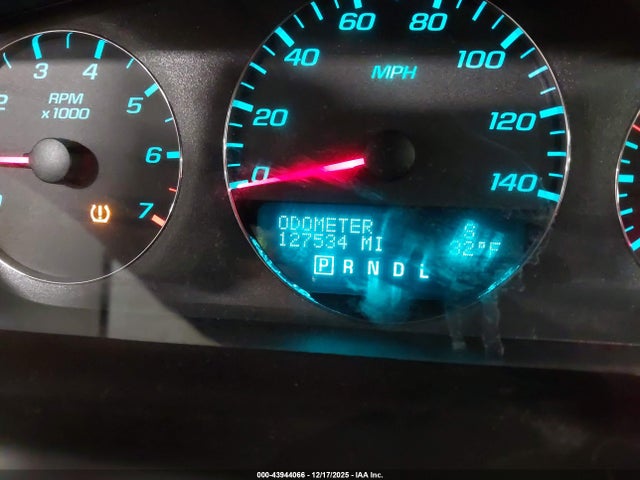 2 3 4 5 6 7
RPM
x1000
0 20 40 60 80 100 120 140
MPH
ODOMETER S
127534 MI 32°F
P R N D L
000-43944066 - 12/17/2025 - IAA Inc.